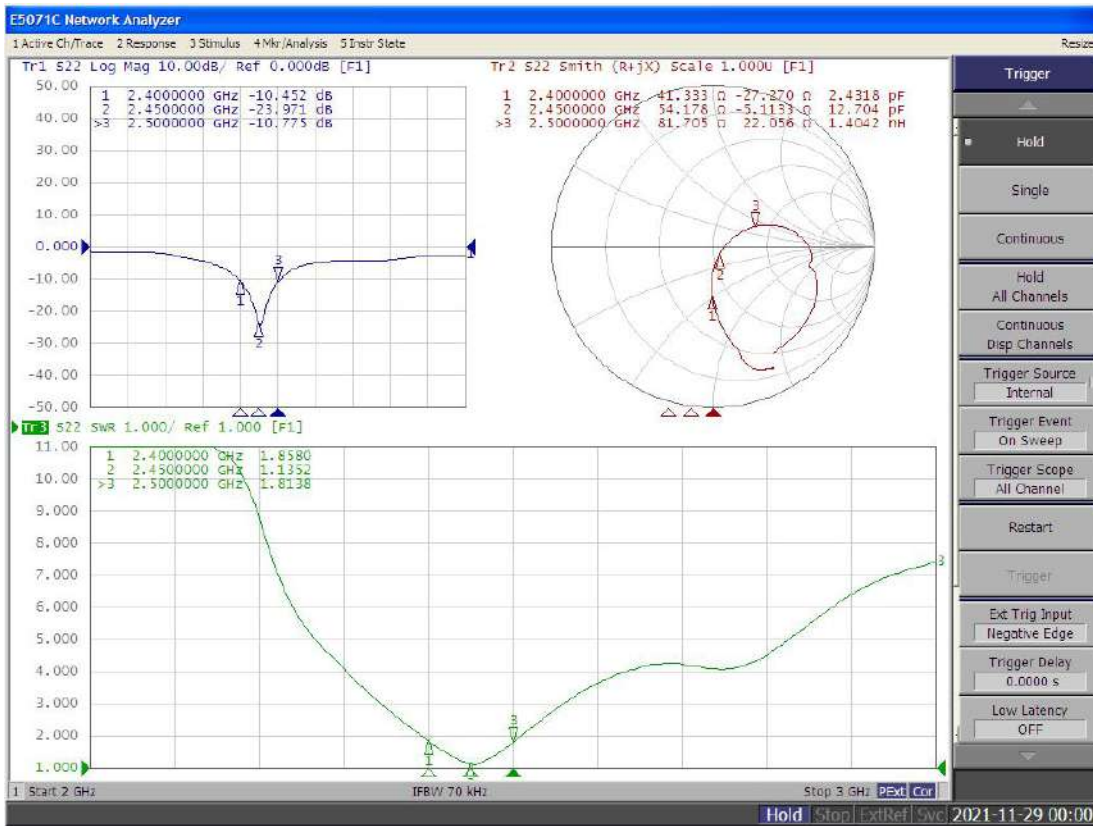 E5071C Network Analyzer
1 Active Ch/Trace 2 Response 3 Stimulus 4 Mkr/Analysis 5 Instr State
Resize
Tr1 S22 Log Mag 10.00dB/ Ref 0.000dB [F1]
50.00
40.00
30.00
20.00
10.00
0.000
-10.00
-20.00
-30.00
-40.00
-50.00
1 2.4000000 GHz -10.452 dB
2 2.4500000 GHz -23.971 dB
>3 2.5000000 GHz -10.775 dB
1
2
3
1
Tr2 S22 Smith (R+jX) Scale 1.000U [F1]
1 2.4000000 GHz 41.333 Ω -27.270 Ω 2.4318 pF
2 2.4500000 GHz 54.178 Ω -5.1133 Ω 12.704 pF
>3 2.5000000 GHz 81.705 Ω 22.056 Ω 1.4042 nH
3
2
1
Tr3 S22 SWR 1.000/ Ref 1.000 [F1]
11.00
10.00
9.000
8.000
7.000
6.000
5.000
4.000
3.000
2.000
1.000
1 2.4000000 GHz 1.8580
2 2.4500000 GHz 1.1352
>3 2.5000000 GHz 1.8138
3
3
1
1 Start 2 GHz
IFBW 70 kHz
Stop 3 GHz PExt Cor
Trigger
Hold
Single
Continuous
Hold
All Channels
Continuous
Disp Channels
Trigger Source
Internal
Trigger Event
On Sweep
Trigger Scope
All Channel
Restart
Trigger
Ext Trig Input
Negative Edge
Trigger Delay
0.0000 s
Low Latency
OFF
Hold Stop ExtRef Svc 2021-11-29 00:00